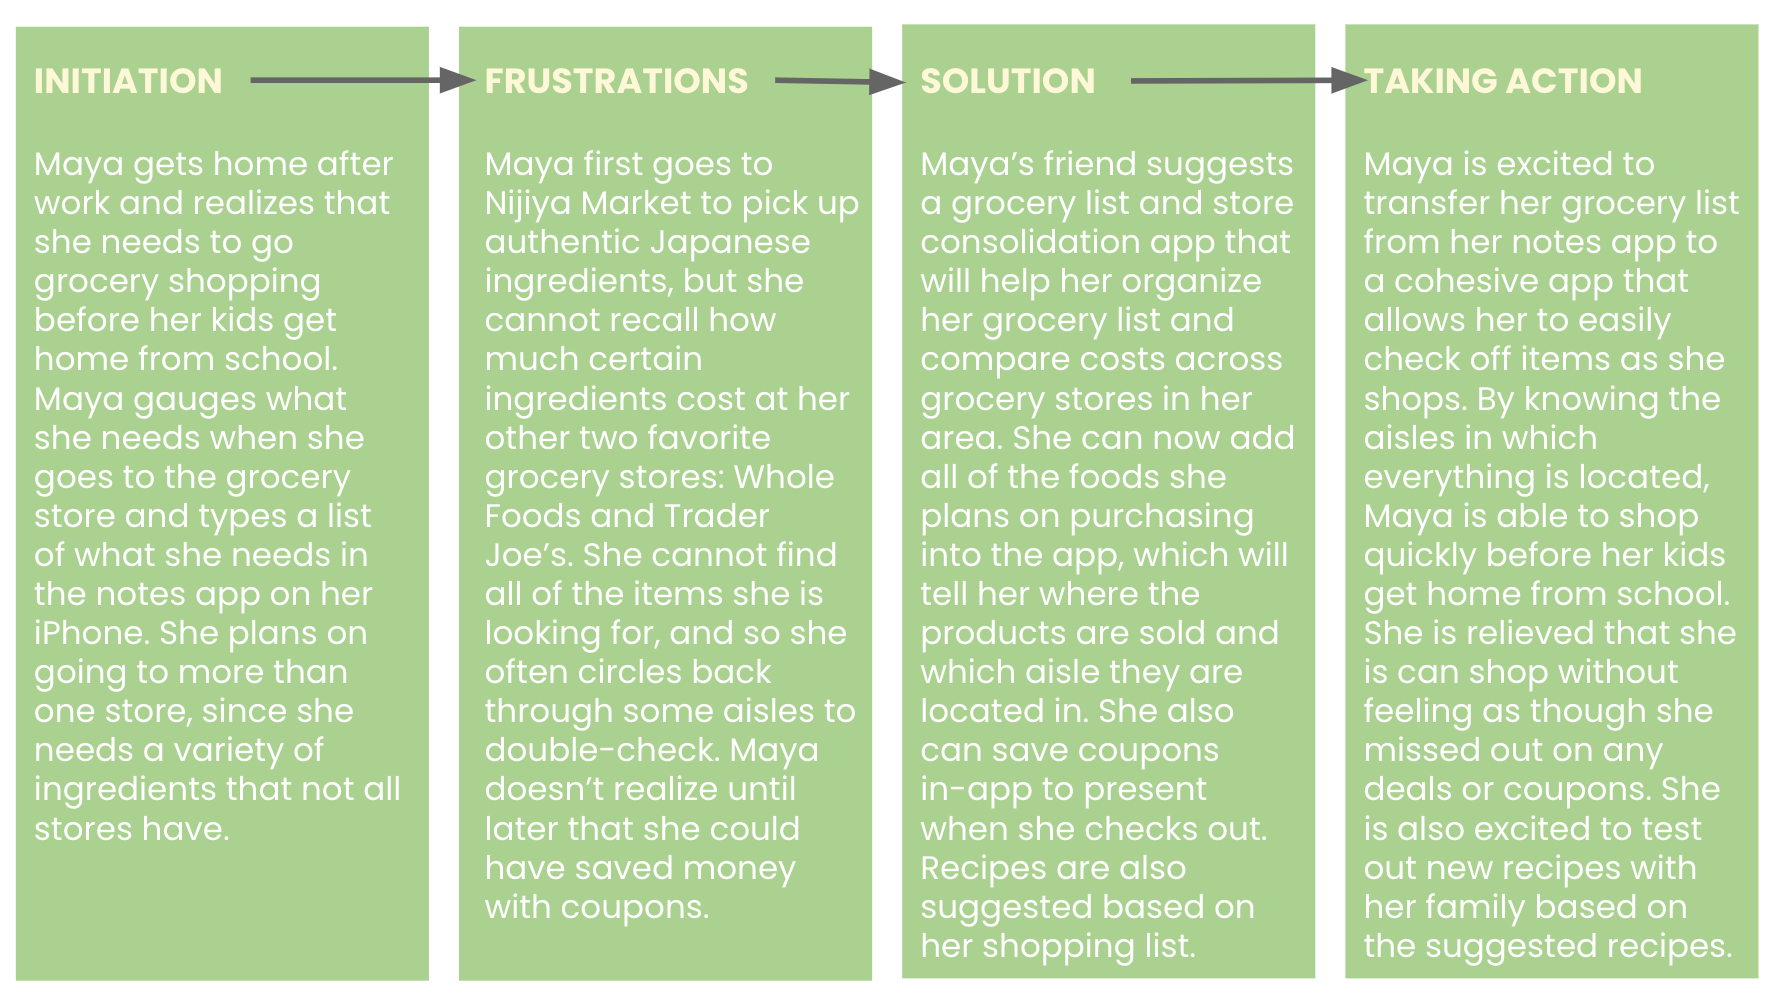 INITIATION
Maya gets home after
work and realizes that
she needs to go
grocery shopping
before her kids get
home from school.
Maya gauges what
she needs when she
goes to the grocery
store and types a list
of what she needs in
the notes app on her
iPhone. She plans on
going to more than
one store, since she
needs a variety of
ingredients that not all
stores have.
FRUSTRATIONS
Maya first goes to
Nijiya Market to pick up
authentic Japanese
ingredients, but she
cannot recall how
much certain
ingredients cost at her
other two favorite
grocery stores: Whole
Foods and Trader
Joe’s. She cannot find
all of the items she is
looking for, and so she
often circles back
through some aisles to
double-check. Maya
doesn’t realize until
later that she could
have saved money
with coupons.
SOLUTION
Maya’s friend suggests
a grocery list and store
consolidation app that
will help her organize
her grocery list and
compare costs across
grocery stores in her
area. She can now add
all of the foods she
plans on purchasing
into the app, which will
tell her where the
products are sold and
which aisle they are
located in. She also
can save coupons
in-app to present
when she checks out.
Recipes are also
suggested based on
her shopping list.
TAKING ACTION
Maya is excited to
transfer her grocery list
from her notes app to
a cohesive app that
allows her to easily
check off items as she
shops. By knowing the
aisles in which
everything is located,
Maya is able to shop
quickly before her kids
get home from school.
She is relieved that she
is can shop without
feeling as though she
missed out on any
deals or coupons. She
is also excited to test
out new recipes with
her family based on
the suggested recipes.